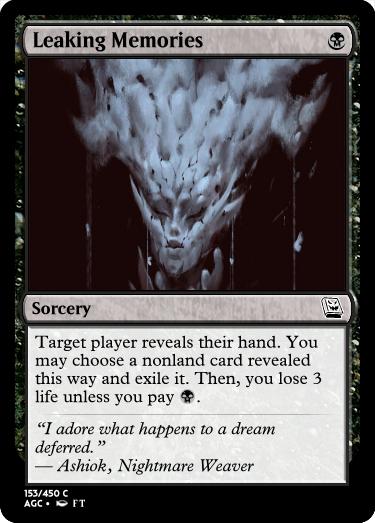 Leaking Memories
Sorcery
Target player reveals their hand. You
may choose a nonland card revealed
this way and exile it. Then, you lose 3
life unless you pay .
“I adore what happens to a dream
deferred.”
— Ashiok, Nightmare Weaver
153/450 C
AGC • FT